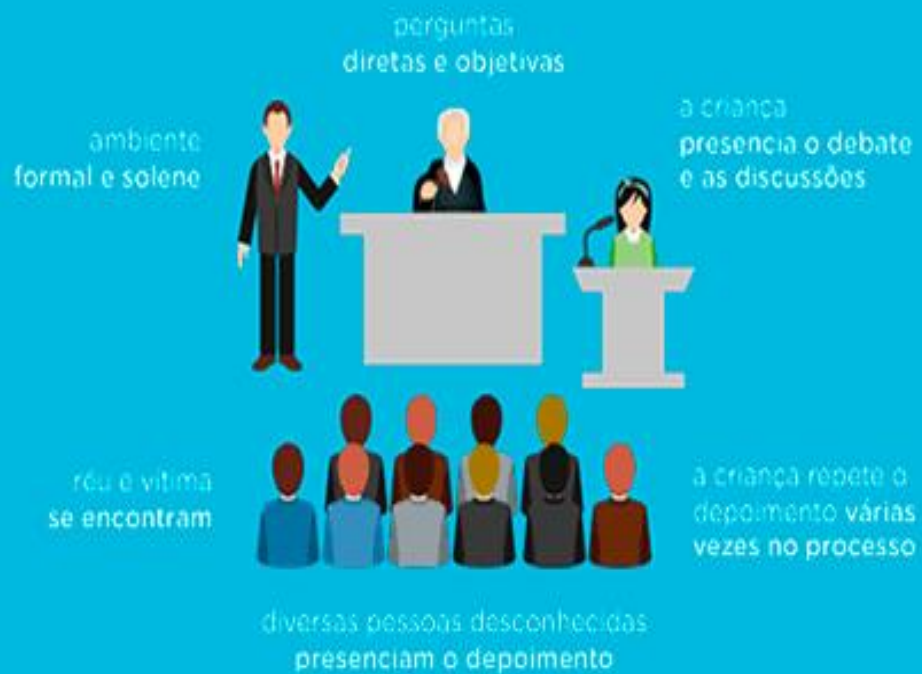 perguntas
diretas e objetivas
ambiente
formal e solene
a criança
presencia o debate
e as discussões
réu e vítima
se encontram
a criança repete o
depoimento várias
vezes no processo
diversas pessoas desconhecidas
presenciam o depoimento